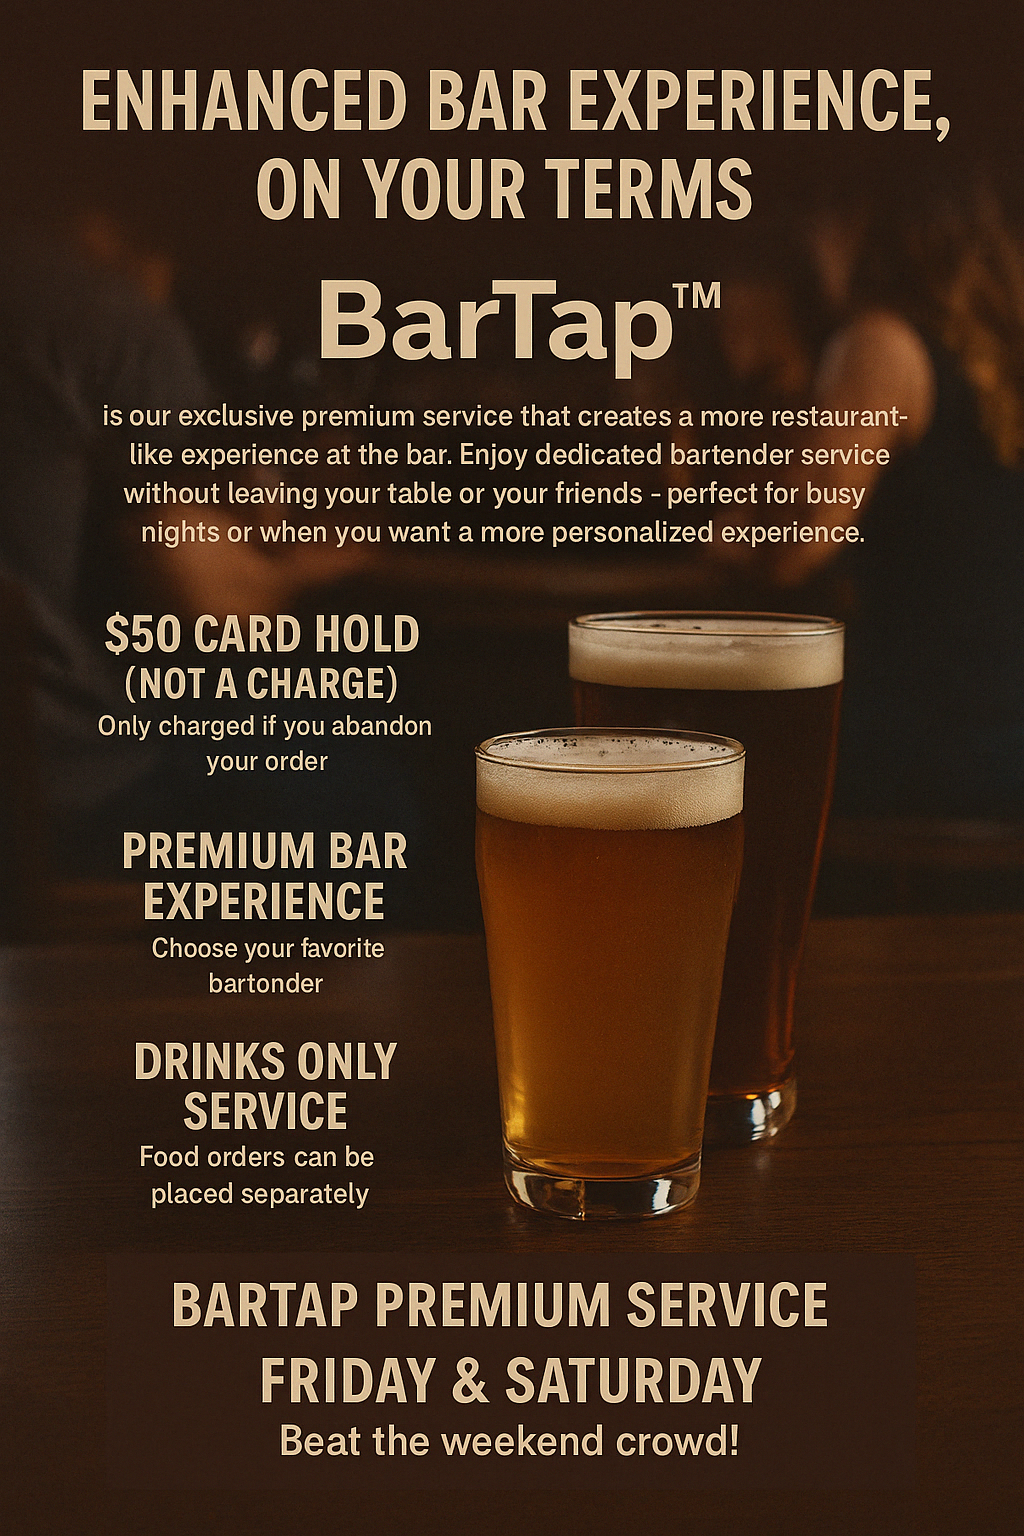 ENHANCED BAR EXPERIENCE,
ON YOUR TERMS
BarTap™
is our exclusive premium service that creates a more restaurant-
like experience at the bar. Enjoy dedicated bartender service
without leaving your table or your friends - perfect for busy
nights or when you want a more personalized experience.
$50 CARD HOLD
(NOT A CHARGE)
Only charged if you abandon
your order
PREMIUM BAR
EXPERIENCE
Choose your favorite
bartonder
DRINKS ONLY
SERVICE
Food orders can be
placed separately
BARTAP PREMIUM SERVICE
FRIDAY & SATURDAY
Beat the weekend crowd!